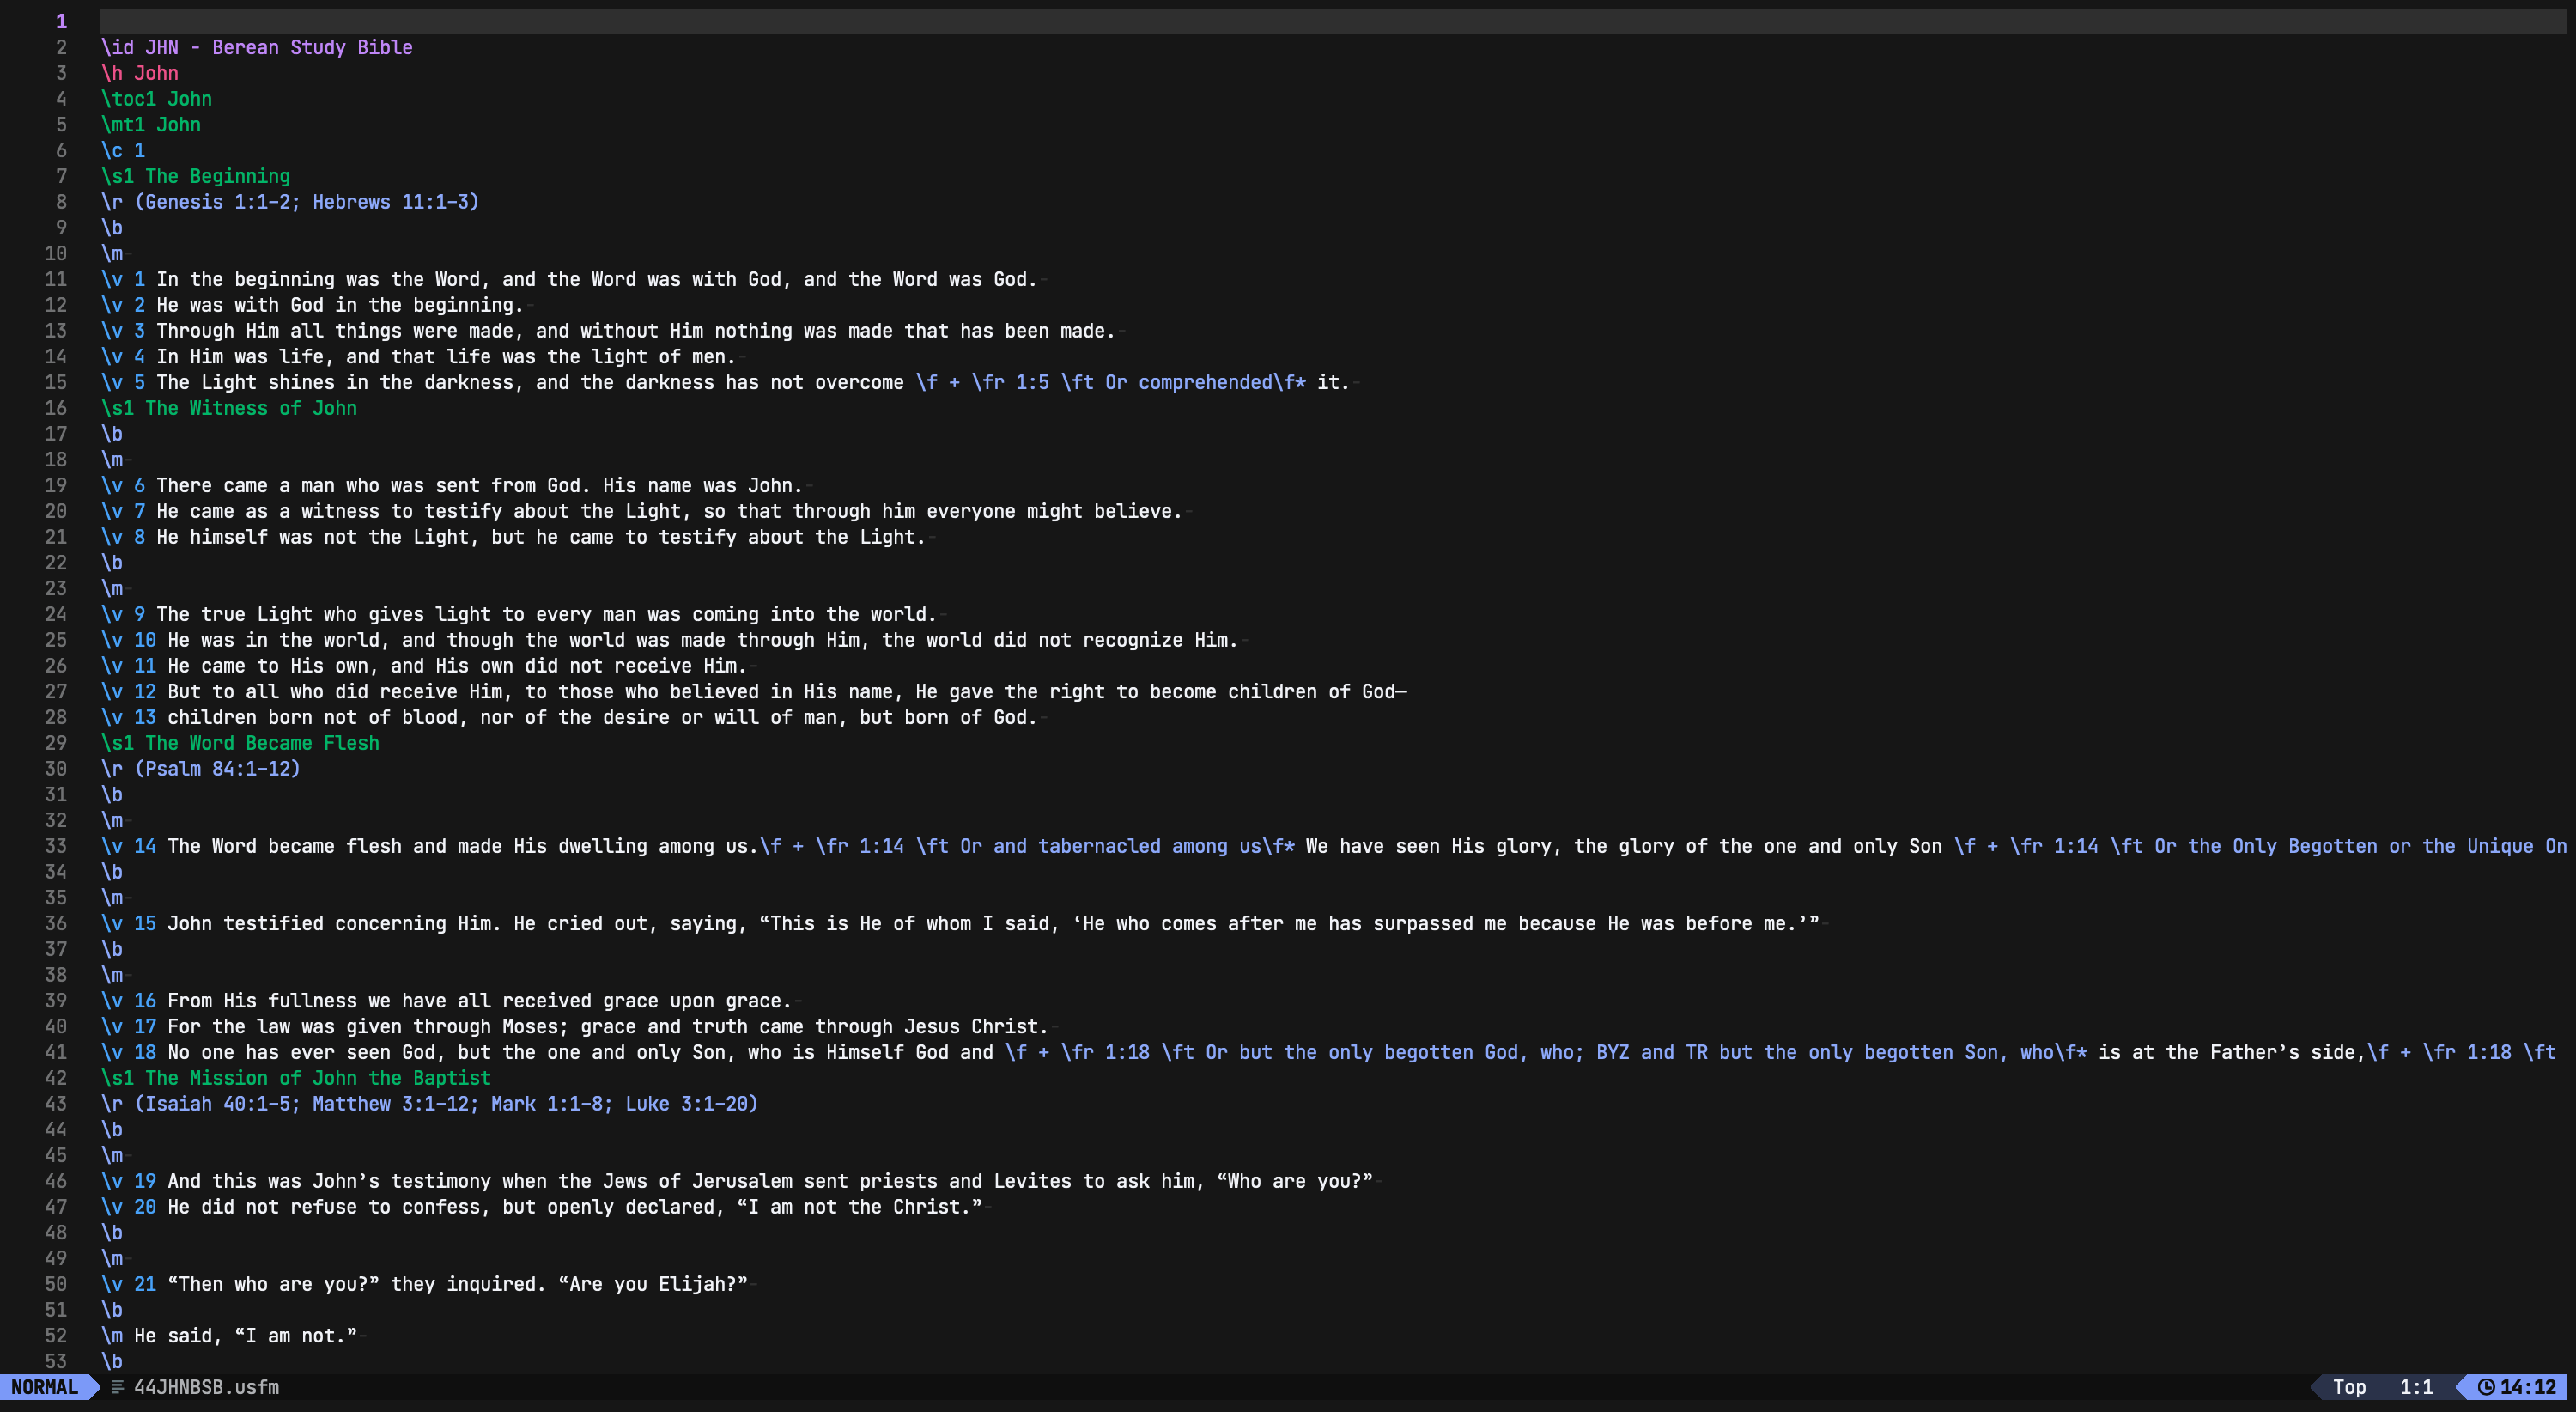 1
2 \id JHN - Berean Study Bible
3 \h John
4 \toc1 John
5 \mt1 John
6 \c 1
7 \s1 The Beginning
8 \r (Genesis 1:1–2; Hebrews 11:1–3)
9 \b
10 \m
11 \v 1 In the beginning was the Word, and the Word was with God, and the Word was God.
12 \v 2 He was with God in the beginning.
13 \v 3 Through Him all things were made, and without Him nothing was made that has been made.
14 \v 4 In Him was life, and that life was the light of men.
15 \v 5 The Light shines in the darkness, and the darkness has not overcome \f + \fr 1:5 \ft Or comprehended\f* it.
16 \s1 The Witness of John
17 \b
18 \m
19 \v 6 There came a man who was sent from God. His name was John.
20 \v 7 He came as a witness to testify about the Light, so that through him everyone might believe.
21 \v 8 He himself was not the Light, but he came to testify about the Light.
22 \b
23 \m
24 \v 9 The true Light who gives light to every man was coming into the world.
25 \v 10 He was in the world, and though the world was made through Him, the world did not recognize Him.
26 \v 11 He came to His own, and His own did not receive Him.
27 \v 12 But to all who did receive Him, to those who believed in His name, He gave the right to become children of God—
28 \v 13 children born not of blood, nor of the desire or will of man, but born of God.
29 \s1 The Word Became Flesh
30 \r (Psalm 84:1–12)
31 \b
32 \m
33 \v 14 The Word became flesh and made His dwelling among us.\f + \fr 1:14 \ft Or and tabernacled among us\f* We have seen His glory, the glory of the one and only Son \f + \fr 1:14 \ft Or the Only Begotten or the Unique On
34 \b
35 \m
36 \v 15 John testified concerning Him. He cried out, saying, “This is He of whom I said, ‘He who comes after me has surpassed me because He was before me.’”
37 \b
38 \m
39 \v 16 From His fullness we have all received grace upon grace.
40 \v 17 For the law was given through Moses; grace and truth came through Jesus Christ.
41 \v 18 No one has ever seen God, but the one and only Son, who is Himself God and \f + \fr 1:18 \ft Or but the only begotten God, who; BYZ and TR but the only begotten Son, who\f* is at the Father’s side,\f + \fr 1:18 \ft
42 \s1 The Mission of John the Baptist
43 \r (Isaiah 40:1–5; Matthew 3:1–12; Mark 1:1–8; Luke 3:1–20)
44 \b
45 \m
46 \v 19 And this was John’s testimony when the Jews of Jerusalem sent priests and Levites to ask him, “Who are you?”
47 \v 20 He did not refuse to confess, but openly declared, “I am not the Christ.”
48 \b
49 \m
50 \v 21 “Then who are you?” they inquired. “Are you Elijah?”
51 \b
52 \m He said, “I am not.”
53 \b
NORMAL 44JHNBSB.usfm Top 1:1 14:12